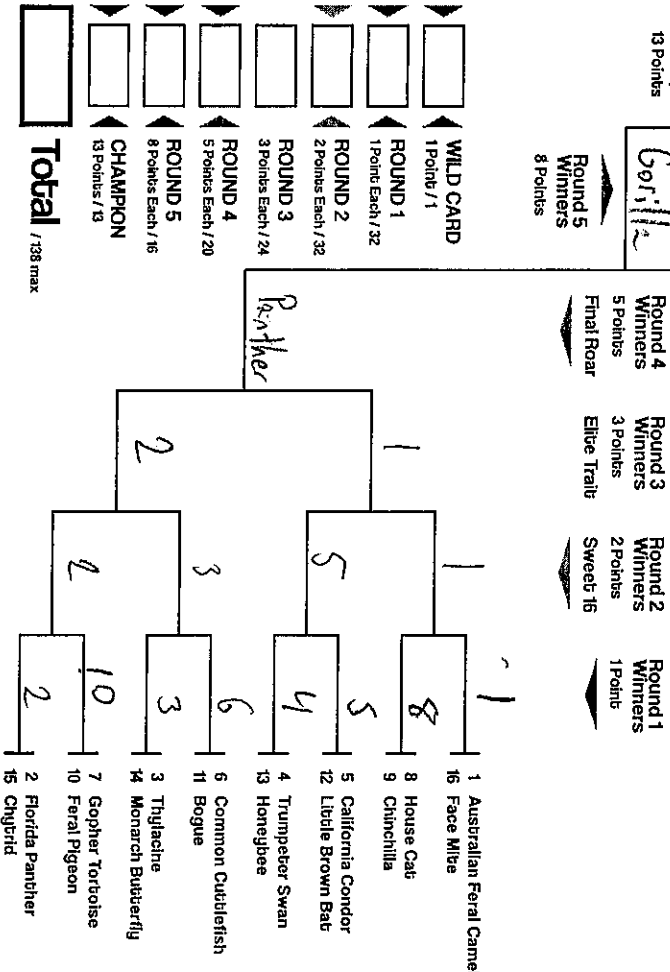 13 Points
Gorilla
Round 5
Winners
8 Points
Round 4
Winners
5 Points
Final Roar
Round 3
Winners
3 Points
Elite Trait
Round 2
Winners
2 Points
Sweet 16
Round 1
Winners
1 Point
WILD CARD
1 Point / 1
ROUND 1
1 Point Each / 32
ROUND 2
2 Points Each / 32
ROUND 3
3 Points Each / 24
ROUND 4
5 Points Each / 20
ROUND 5
8 Points Each / 16
CHAMPION
13 Points / 13
Total / 138 max
Panther
1
2
1
5
3
2
1
8
5
4
6
3
10
2
1 Australian Feral Came
16 Face Mite
8 House Cat
9 Chinchilla
5 California Condor
12 Little Brown Bat
4 Trumpeter Swan
13 Honeybee
6 Common Cuttlefish
11 Bogue
3 Thylacine
14 Monarch Butterfly
7 Gopher Tortoise
10 Feral Pigeon
2 Florida Panther
15 Chytrid